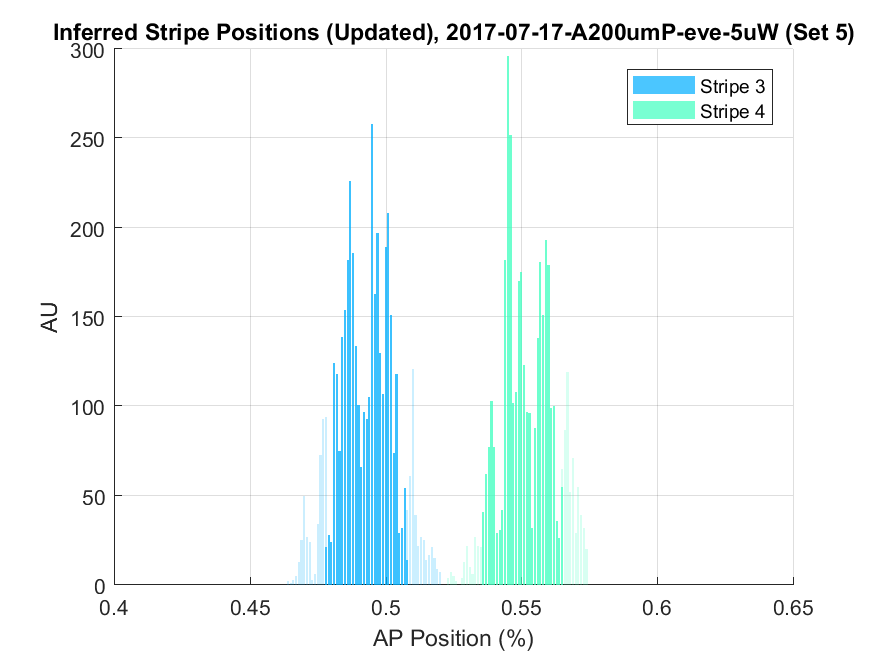 Inferred Stripe Positions (Updated), 2017-07-17-A200umP-eve-5uW (Set 5)
300
250
200
150
100
50
0
AU
Stripe 3
Stripe 4
0.4 0.45 0.5 0.55 0.6 0.65
AP Position (%)